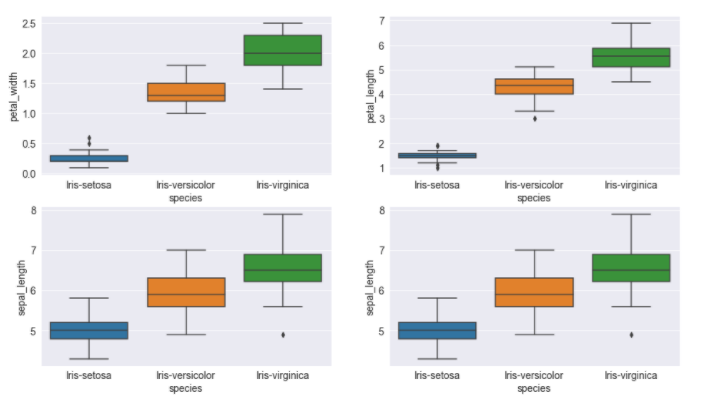 petal_width
2.5
2.0
1.5
1.0
0.5
0.0
Iris-setosa Iris-versicolor Iris-virginica
species
petal_length
7
6
5
4
3
2
1
Iris-setosa Iris-versicolor Iris-virginica
species
sepal_length
8
7
6
5
Iris-setosa Iris-versicolor Iris-virginica
species
sepal_length
8
7
6
5
Iris-setosa Iris-versicolor Iris-virginica
species